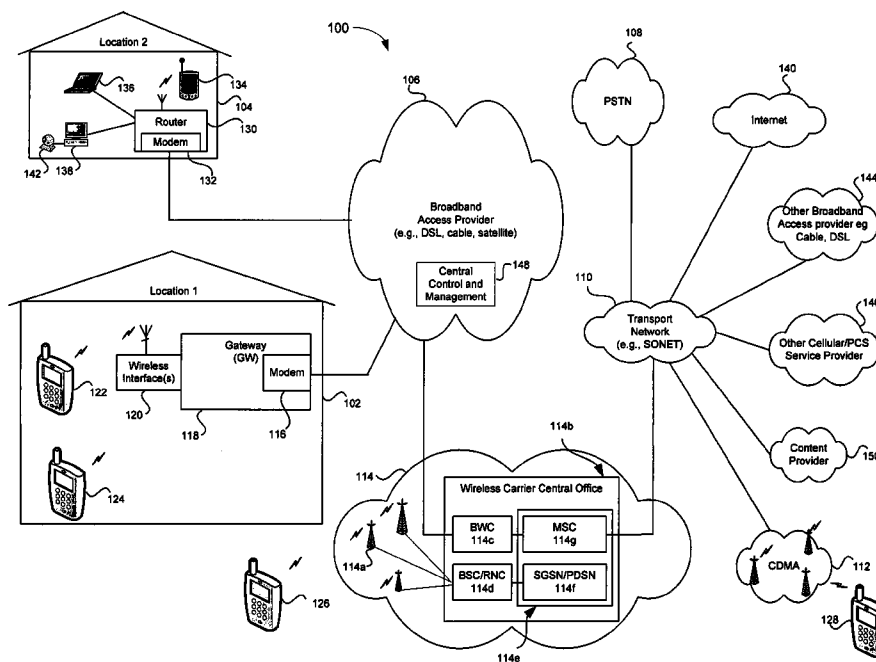 100
Location 2
136
134
104
Router
130
Modem
142
138
132
106
Broadband
Access Provider
(e.g., DSL, cable, satellite)
Central
Control and
Management
148
108
PSTN
140
Internet
144
Other Broadband
Access provider eg
Cable, DSL
110
Transport
Network
(e.g., SONET)
146
Other Cellular/PCS
Service Provider
Content
Provider
150
CDMA
112
128
Location 1
Gateway
(GW)
Wireless
Interface(s)
Modem
122
120
118
116
102
124
126
114
114b
Wireless Carrier Central Office
BWC
114c
MSC
114g
114a
BSC/RNC
114d
SGSN/PDSN
114f
114e